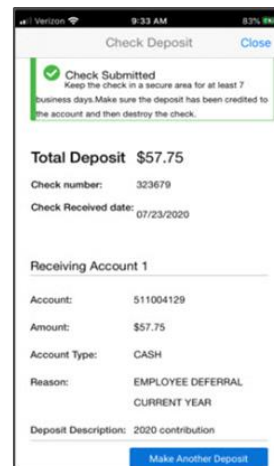 Verizon 9:33 AM 83%
Check Deposit Close
Check Submitted
Keep the check in a secure area for at least 7
business days.Make sure the deposit has been credited to
the account and then destroy the check.
Total Deposit $57.75
Check number: 323679
Check Received date: 07/23/2020
Receiving Account 1
Account: 511004129
Amount: $57.75
Account Type: CASH
Reason: EMPLOYEE DEFERRAL
CURRENT YEAR
Deposit Description: 2020 contribution
Make Another Deposit